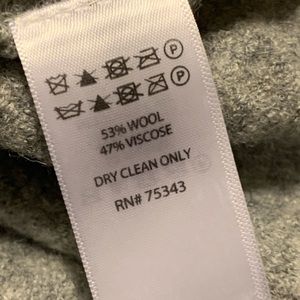 P
P
53% WOOL
47% VISCOSE
DRY CLEAN ONLY
RN# 75343